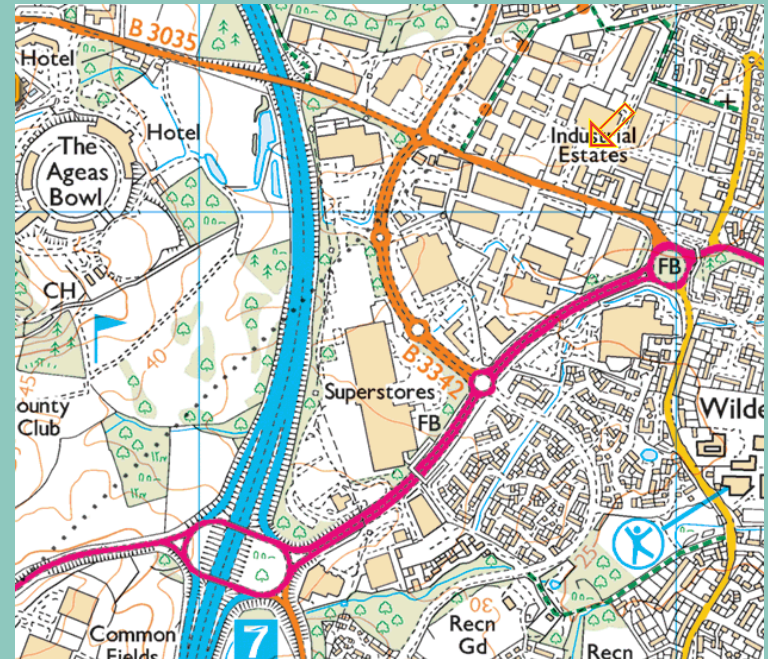 B 3035
Hotel
Hotel
The
Ageas
Bowl
Industrial
Estates
FB
CH
40
45
B 3342
Superstores
ounty
Club
FB
Wilde
25
30
Common
Fields
7
Recn
Gd
Recn